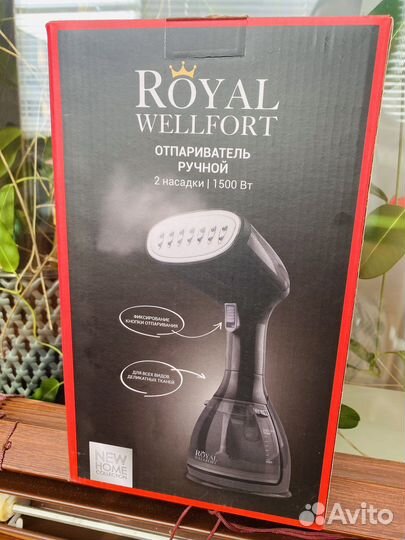 ROYAL
WELLFORT
ОТПАРИВАТЕЛЬ
РУЧНОЙ
2 насадки | 1500 Вт
ФИКСИРОВАНИЕ
КНОПКИ ОТПАРИВАНИЯ
ДЛЯ ВСЕХ ВИДОВ
ДЕЛИКАТНЫХ ТКАНЕЙ
ROYAL
WELLFORT
NEW
HOME
COLLECTION
Avito